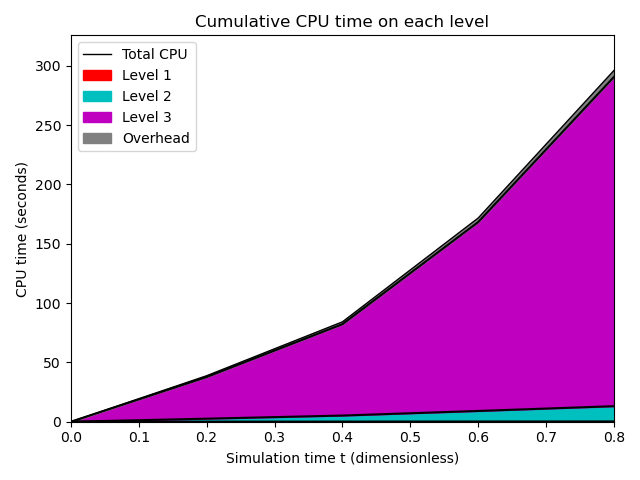 Cumulative CPU time on each level
Total CPU
Level 1
Level 2
Level 3
Overhead
CPU time (seconds)
300
250
200
150
100
50
0
0.0 0.1 0.2 0.3 0.4 0.5 0.6 0.7 0.8
Simulation time t (dimensionless)